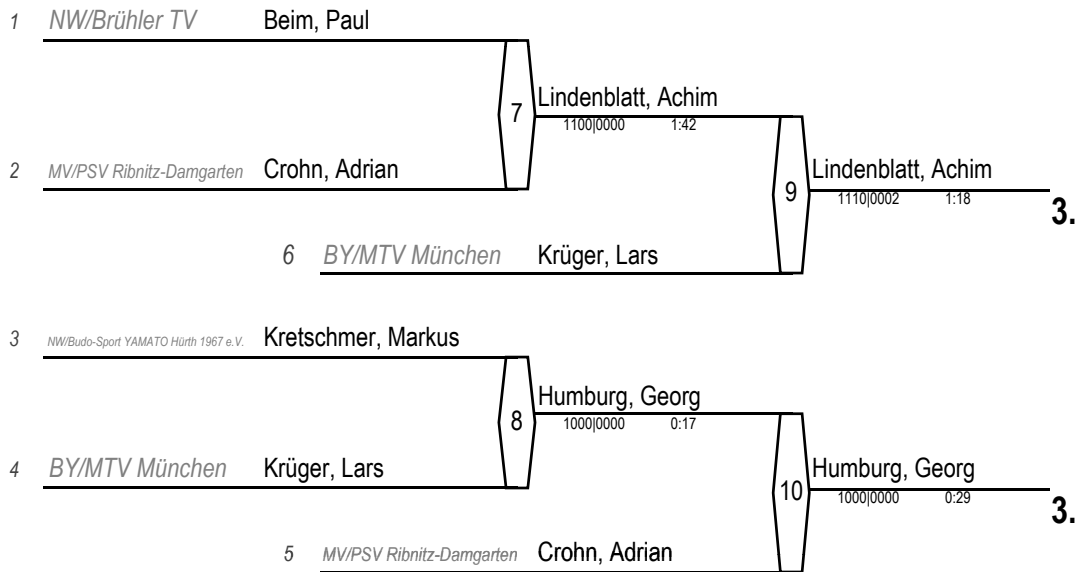 1 NW/Brühler TV Beim, Paul
7 Lindenblatt, Achim
1100|0000 1:42
2 MV/PSV Ribnitz-Damgarten Crohn, Adrian
9 Lindenblatt, Achim
1110|0002 1:18
3.
6 BY/MTV München Krüger, Lars
3 NW/Budo-Sport YAMATO Hürth 1967 e.V. Kretschmer, Markus
8 Humburg, Georg
1000|0000 0:17
4 BY/MTV München Krüger, Lars
10 Humburg, Georg
1000|0000 0:29
3.
5 MV/PSV Ribnitz-Damgarten Crohn, Adrian